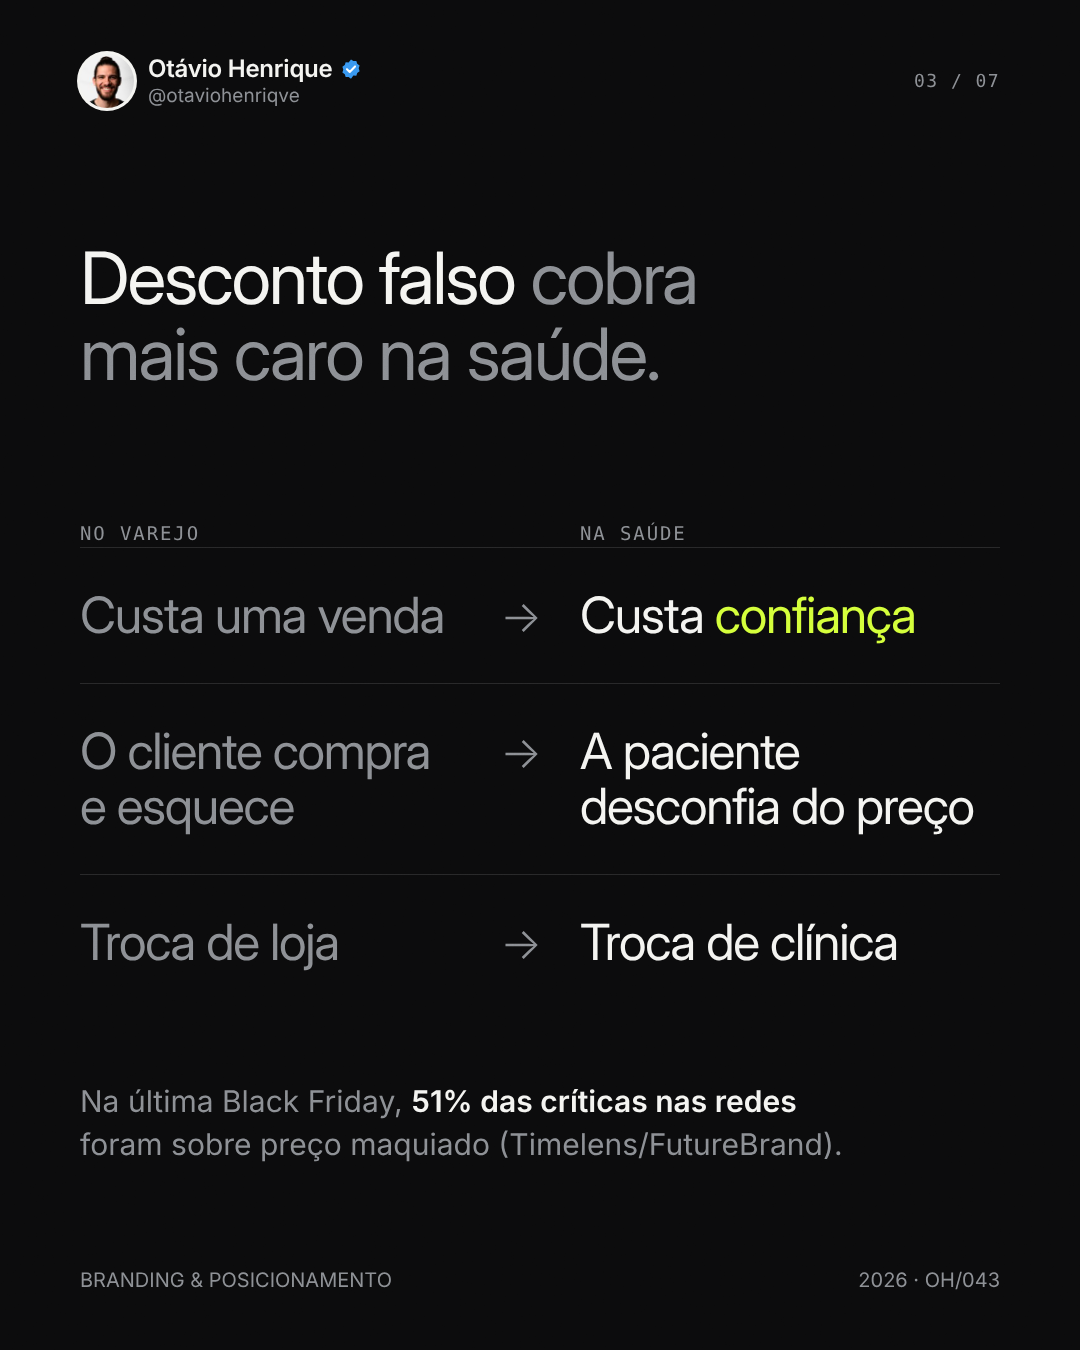 Otávio Henrique
@otaviohenriqve
03 / 07
Desconto falso cobra
mais caro na saúde.
NO VAREJO
NA SAÚDE
Custa uma venda
→
Custa confiança
O cliente compra
e esquece
→
A paciente
desconfia do preço
Troca de loja
→
Troca de clínica
Na última Black Friday, 51% das críticas nas redes
foram sobre preço maquiado (Timelens/FutureBrand).
BRANDING & POSICIONAMENTO
2026 · OH/043